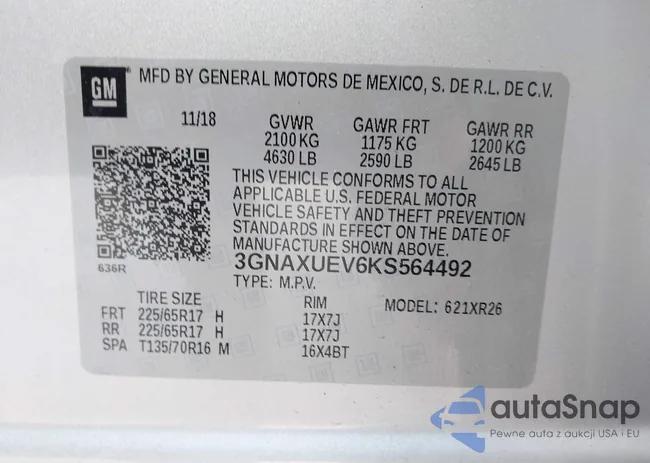 GM
MFD BY GENERAL MOTORS DE MEXICO, S. DE R.L. DE C.V.
11/18 GVWR GAWR FRT GAWR RR
2100 KG 1175 KG 1200 KG
4630 LB 2590 LB 2645 LB
THIS VEHICLE CONFORMS TO ALL
APPLICABLE U.S. FEDERAL MOTOR
VEHICLE SAFETY AND THEFT PREVENTION
STANDARDS IN EFFECT ON THE DATE
OF MANUFACTURE SHOWN ABOVE.
636R
3GNAXUEV6KS564492
TYPE: M.P.V.
TIRE SIZE RIM MODEL: 621XR26
FRT 225/65R17 H 17X7J
RR 225/65R17 H 17X7J
SPA T135/70R16 M 16X4BT
autaSnap
Pewne auta z aukcji USA i EU